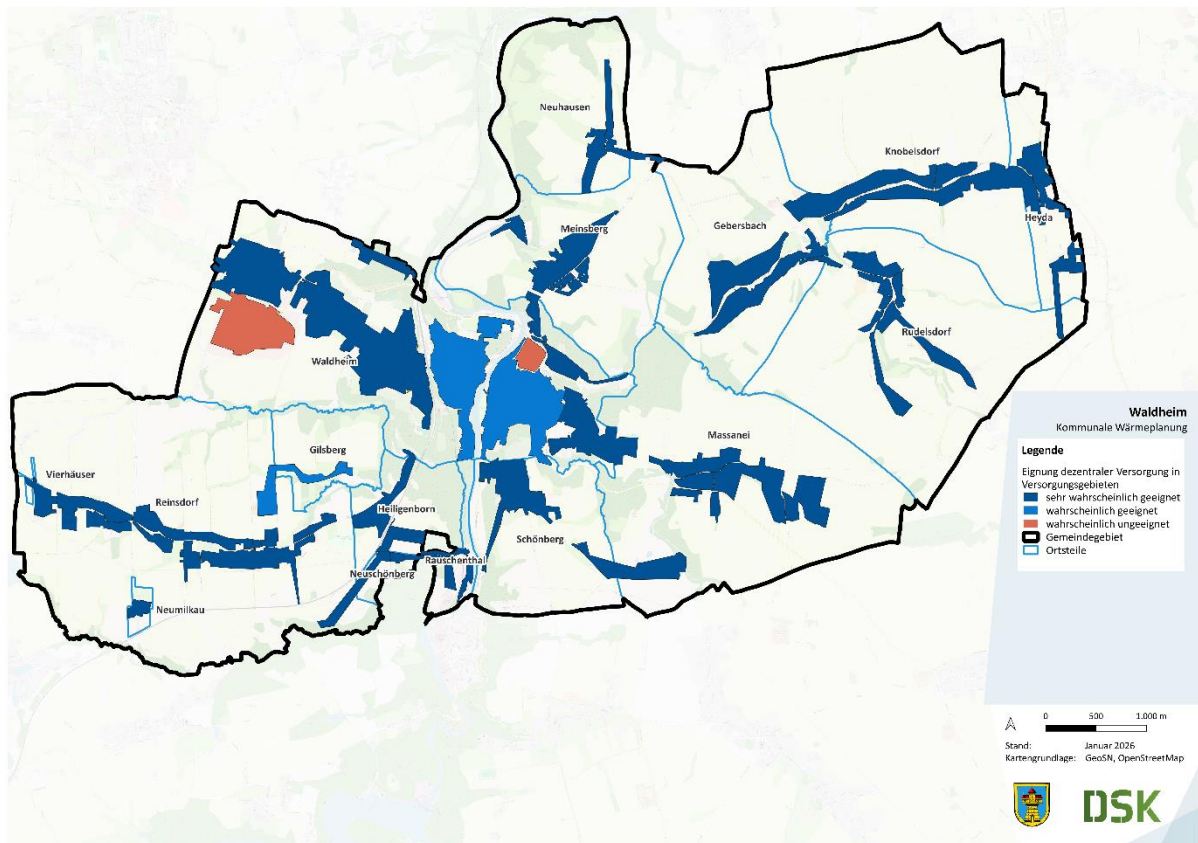 Neuhausen
Knobelsdorf
Heyda
Gebersbach
Meinsberg
Rudelsdorf
Waldheim
Massanei
Gilsberg
Vierhäuser
Reinsdorf
Heiligenborn
Schönberg
Rauschenthal
Neuschönberg
Neumilkau
Waldheim
Kommunale Wärmeplanung
Legende
Eignung dezentraler Versorgung in
Versorgungsgebieten
sehr wahrscheinlich geeignet
wahrscheinlich geeignet
wahrscheinlich ungeeignet
Gemeindegebiet
Ortsteile
0 500 1.000 m
Stand: Januar 2026
Kartengrundlage: GeoSN, OpenStreetMap
DSK